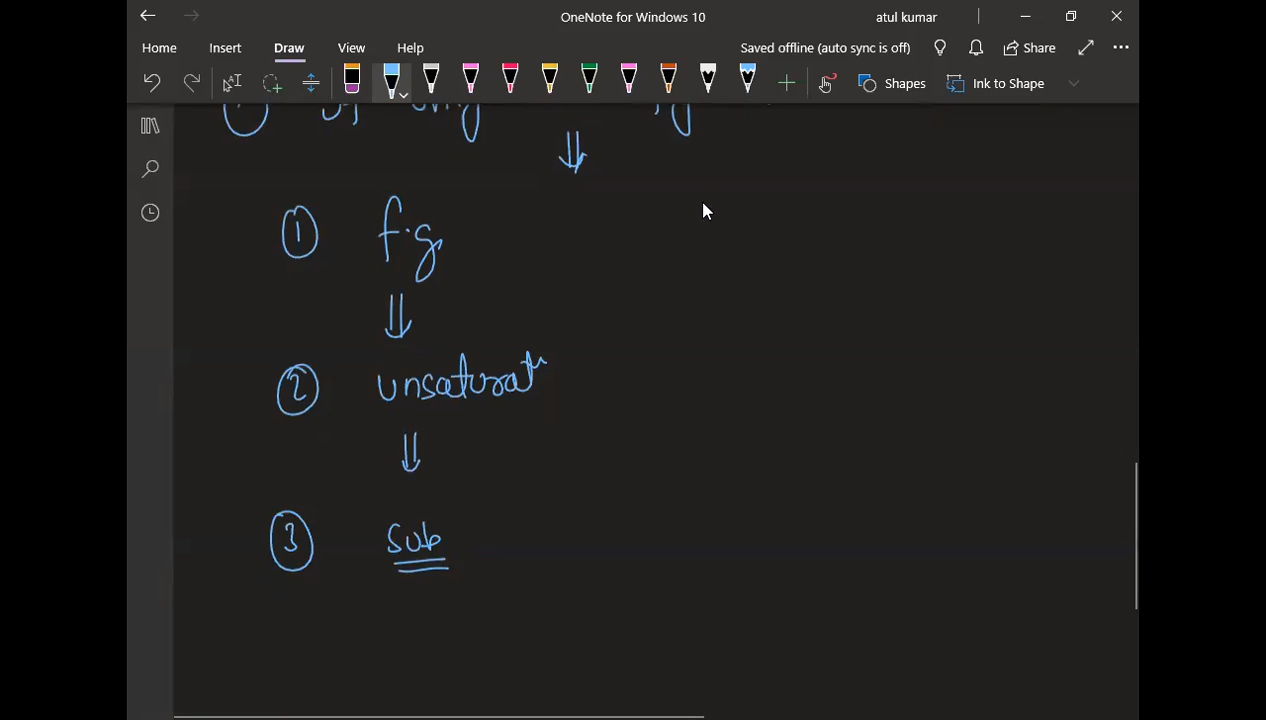 OneNote for Windows 10
atul kumar
Home Insert Draw View Help
Saved offline (auto sync is off)
Share
Shapes
Ink to Shape
① f.g
② unsaturatn
③ sub